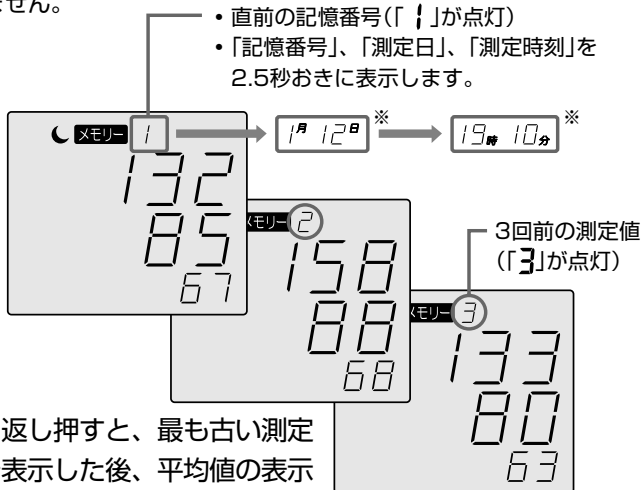 ません。
・直前の記憶番号(「1」が点灯)
・「記憶番号」、「測定日」、「測定時刻」を
2.5秒おきに表示します。
メモリー 1
1月 12日 ※
19時 10分 ※
132
85
67
メモリー 2
158
88
68
3回前の測定値
(「3」が点灯)
メモリー 3
133
80
63
返し押すと、最も古い測定
表示した後、平均値の表示